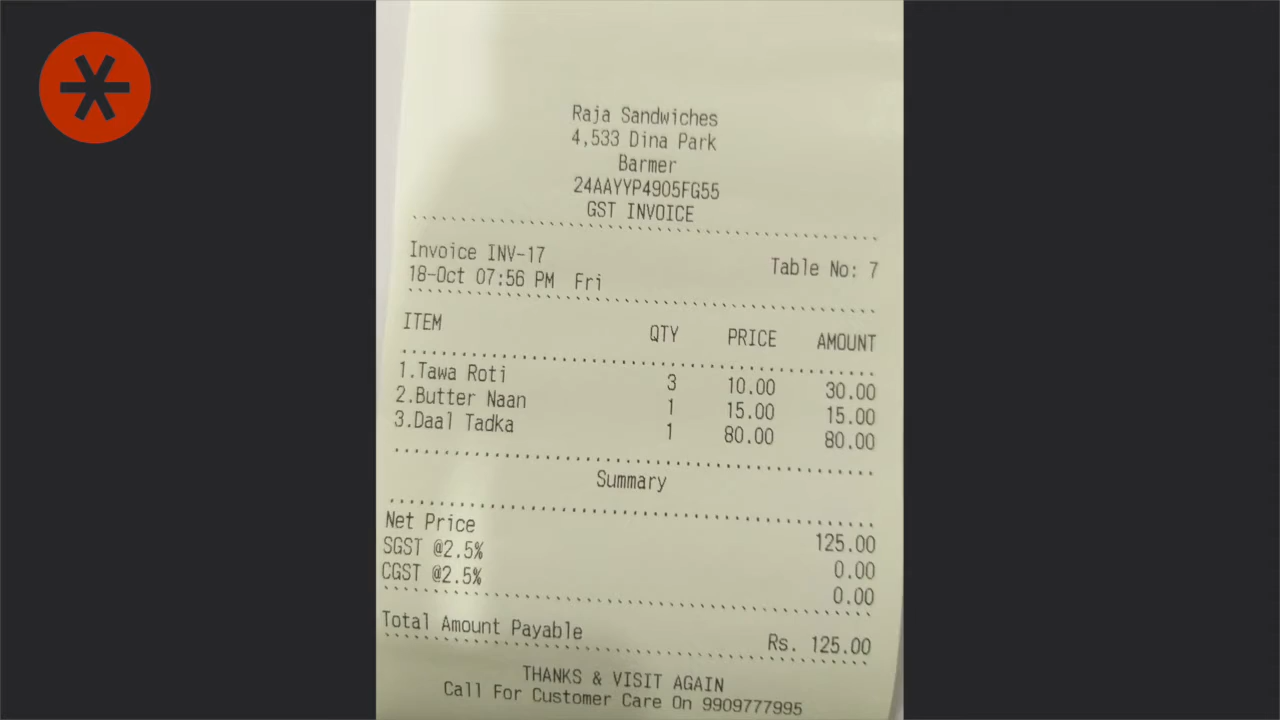 Raja Sandwiches
4,533 Dina Park
Barmer
24AAYYP4905FG55
GST INVOICE
Invoice INV-17 Table No: 7
18-Oct 07:56 PM Fri
ITEM QTY PRICE AMOUNT
1.Tawa Roti 3 10.00 30.00
2.Butter Naan 1 15.00 15.00
3.Daal Tadka 1 80.00 80.00
Summary
Net Price 125.00
SGST @2.5% 0.00
CGST @2.5% 0.00
Total Amount Payable Rs. 125.00
THANKS & VISIT AGAIN
Call For Customer Care On 9909777995